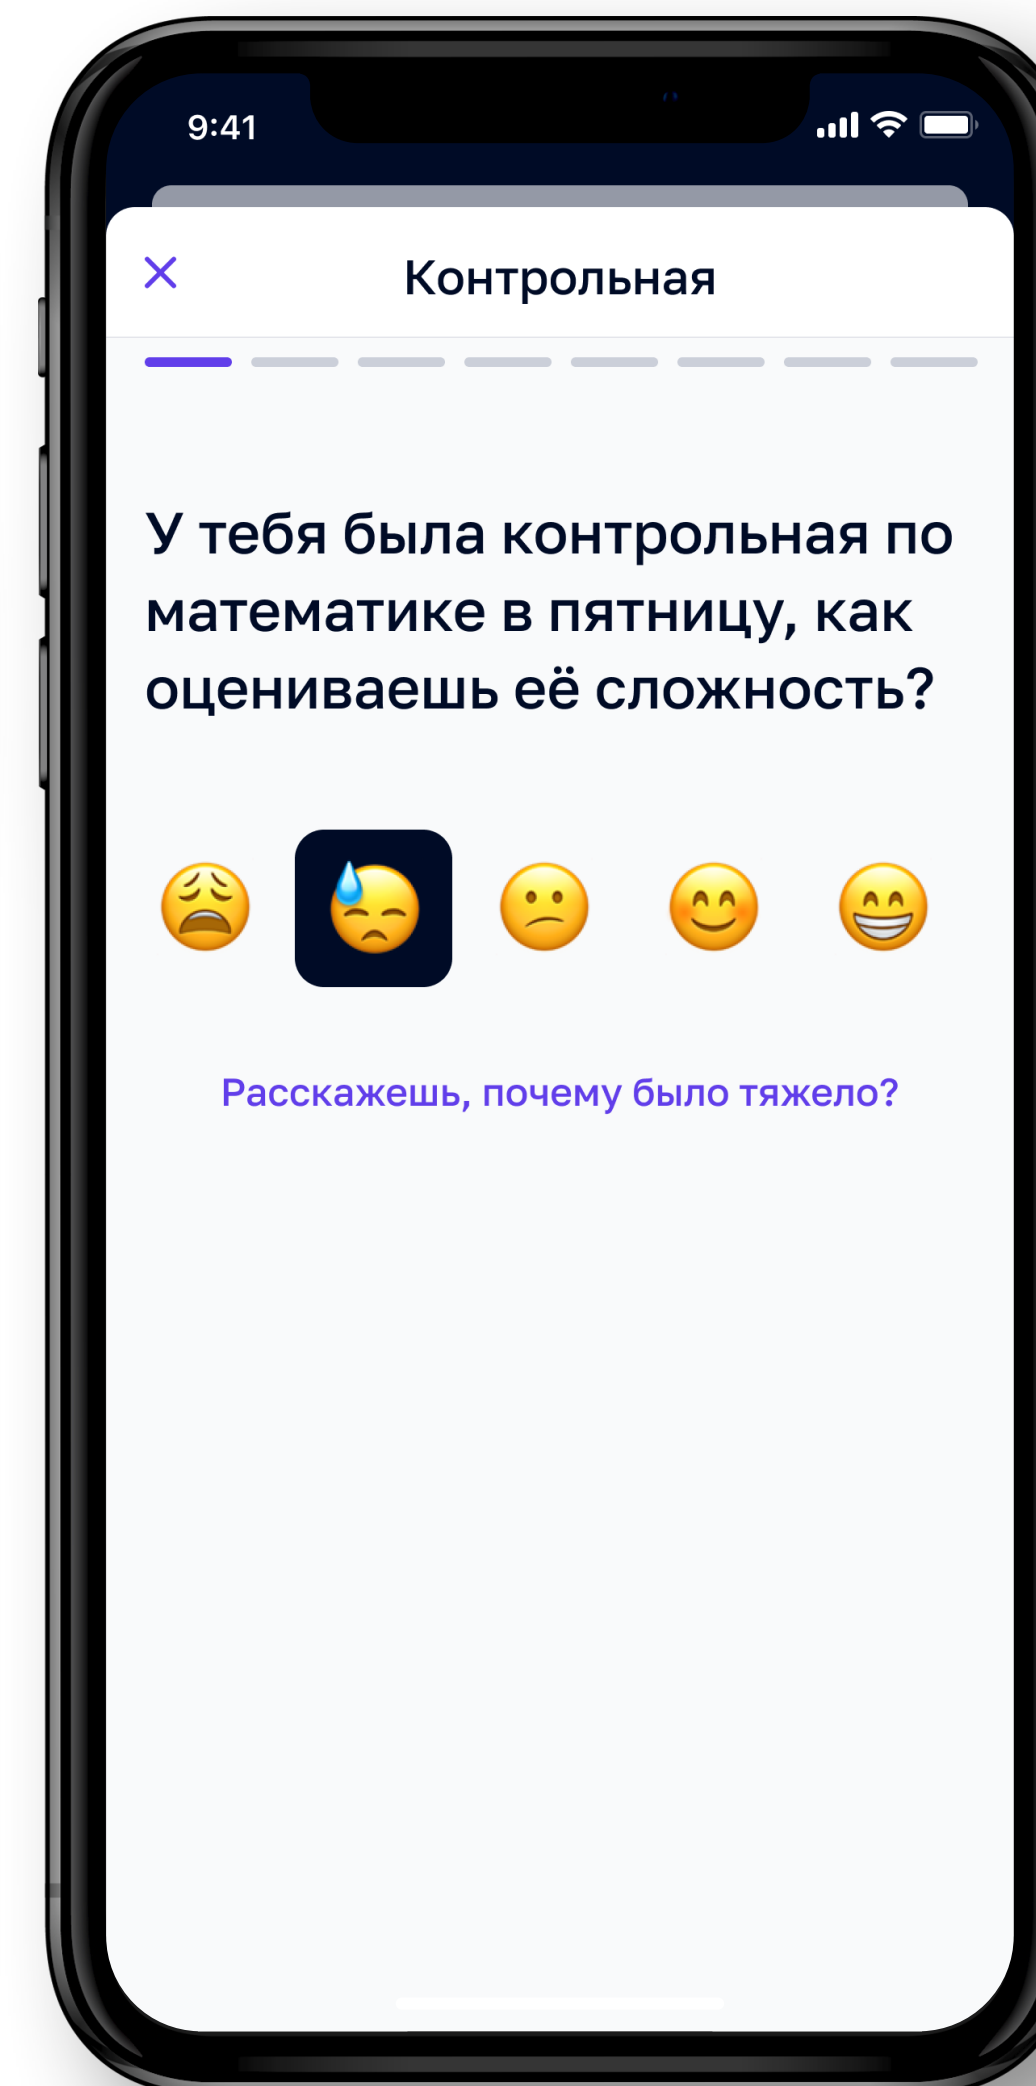 9:41
Контрольная
У тебя была контрольная по
математике в пятницу, как
оцениваешь её сложность?
Расскажешь, почему было тяжело?